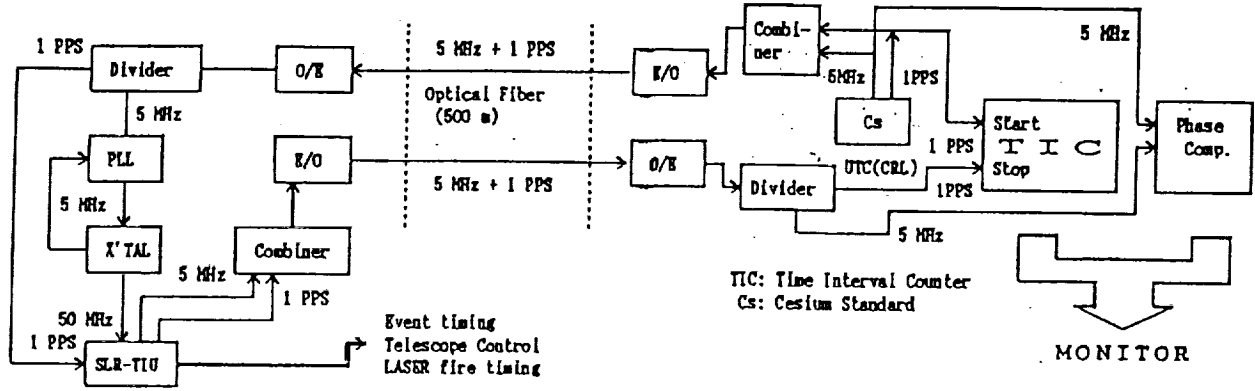 1 PPS
Divider
O/E
5 MHz + 1 PPS
E/O
Combi-
ner
5MHz
1PPS
Cs
5 MHz
Start
T I C
Stop
Phase
Comp.
5 MHz
PLL
5 MHz
X'TAL
50 MHz
1 PPS
SLR-TIU
E/O
Combiner
5 MHz
1 PPS
Optical Fiber
(500 m)
5 MHz + 1 PPS
O/E
Divider
1 PPS
UTC(CRL)
1PPS
5 MHz
Event timing
Telescope Control
LASER fire timing
TIC: Time Interval Counter
Cs: Cesium Standard
MONITOR